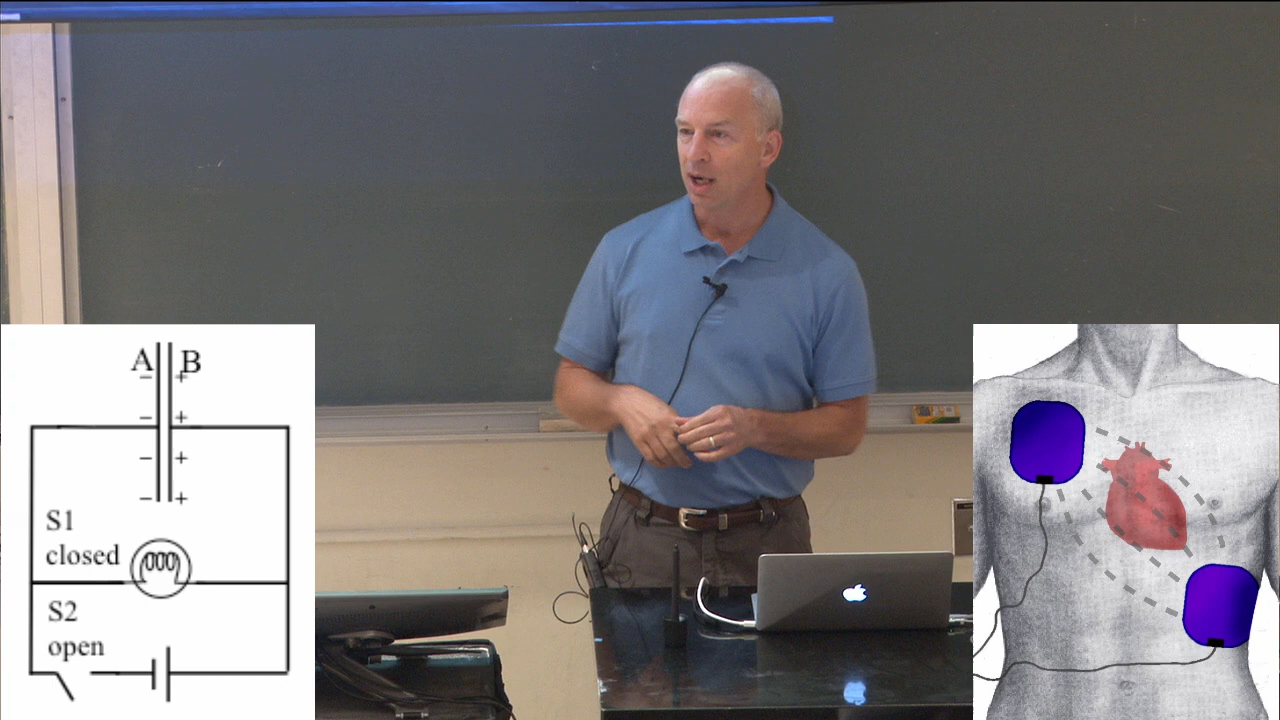 A B
− +
− +
− +
− +
S1
closed
S2
open